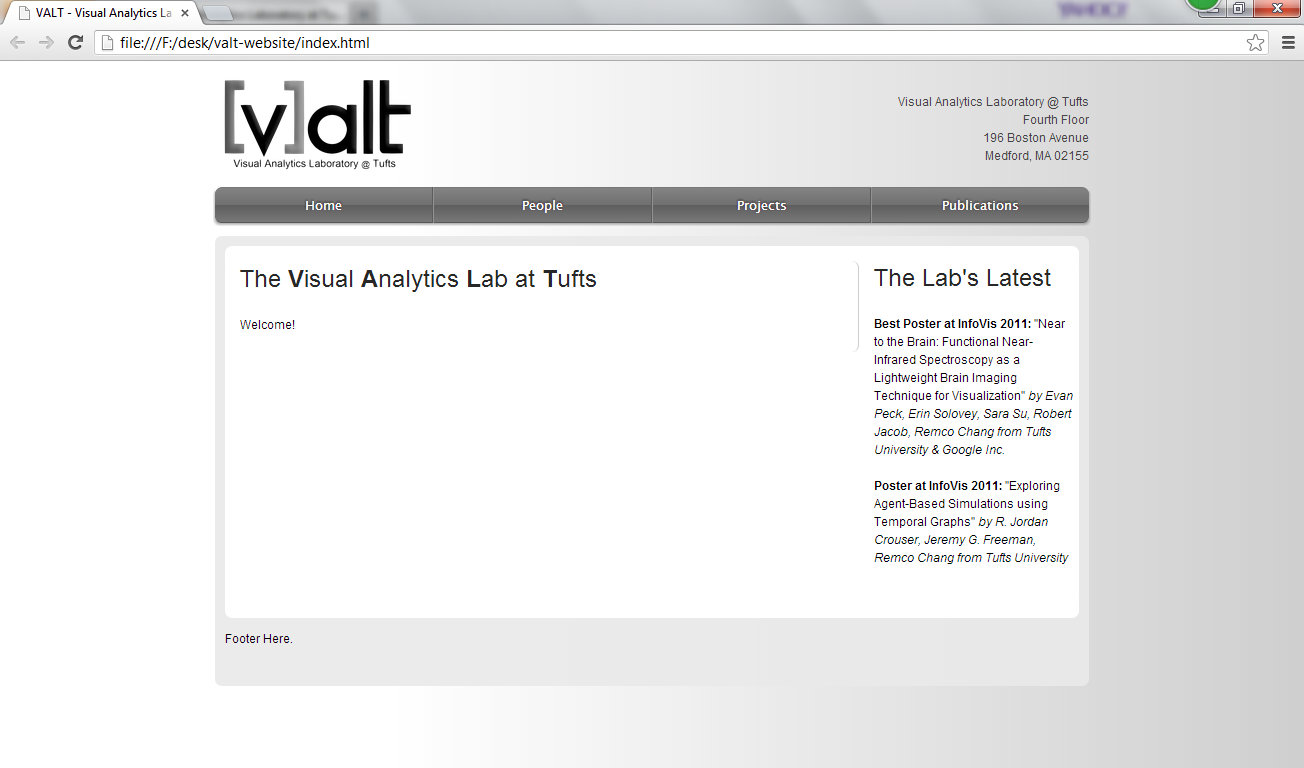 VALT - Visual Analytics La
YAHOO!
file:///F:/desk/valt-website/index.html
[v]alt
Visual Analytics Laboratory @ Tufts
Visual Analytics Laboratory @ Tufts
Fourth Floor
196 Boston Avenue
Medford, MA 02155
Home People Projects Publications
The Visual Analytics Lab at Tufts
Welcome!
The Lab's Latest
Best Poster at InfoVis 2011: "Near
to the Brain: Functional Near-
Infrared Spectroscopy as a
Lightweight Brain Imaging
Technique for Visualization" by Evan
Peck, Erin Solovey, Sara Su, Robert
Jacob, Remco Chang from Tufts
University & Google Inc.
Poster at InfoVis 2011: "Exploring
Agent-Based Simulations using
Temporal Graphs" by R. Jordan
Crouser, Jeremy G. Freeman,
Remco Chang from Tufts University
Footer Here.